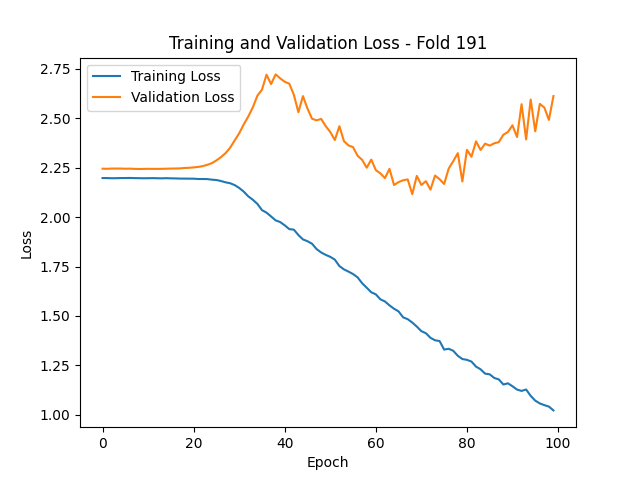 Training and Validation Loss - Fold 191
Training Loss
Validation Loss
2.75
2.50
2.25
2.00
1.75
1.50
1.25
1.00
Loss
0
20
40
60
80
100
Epoch